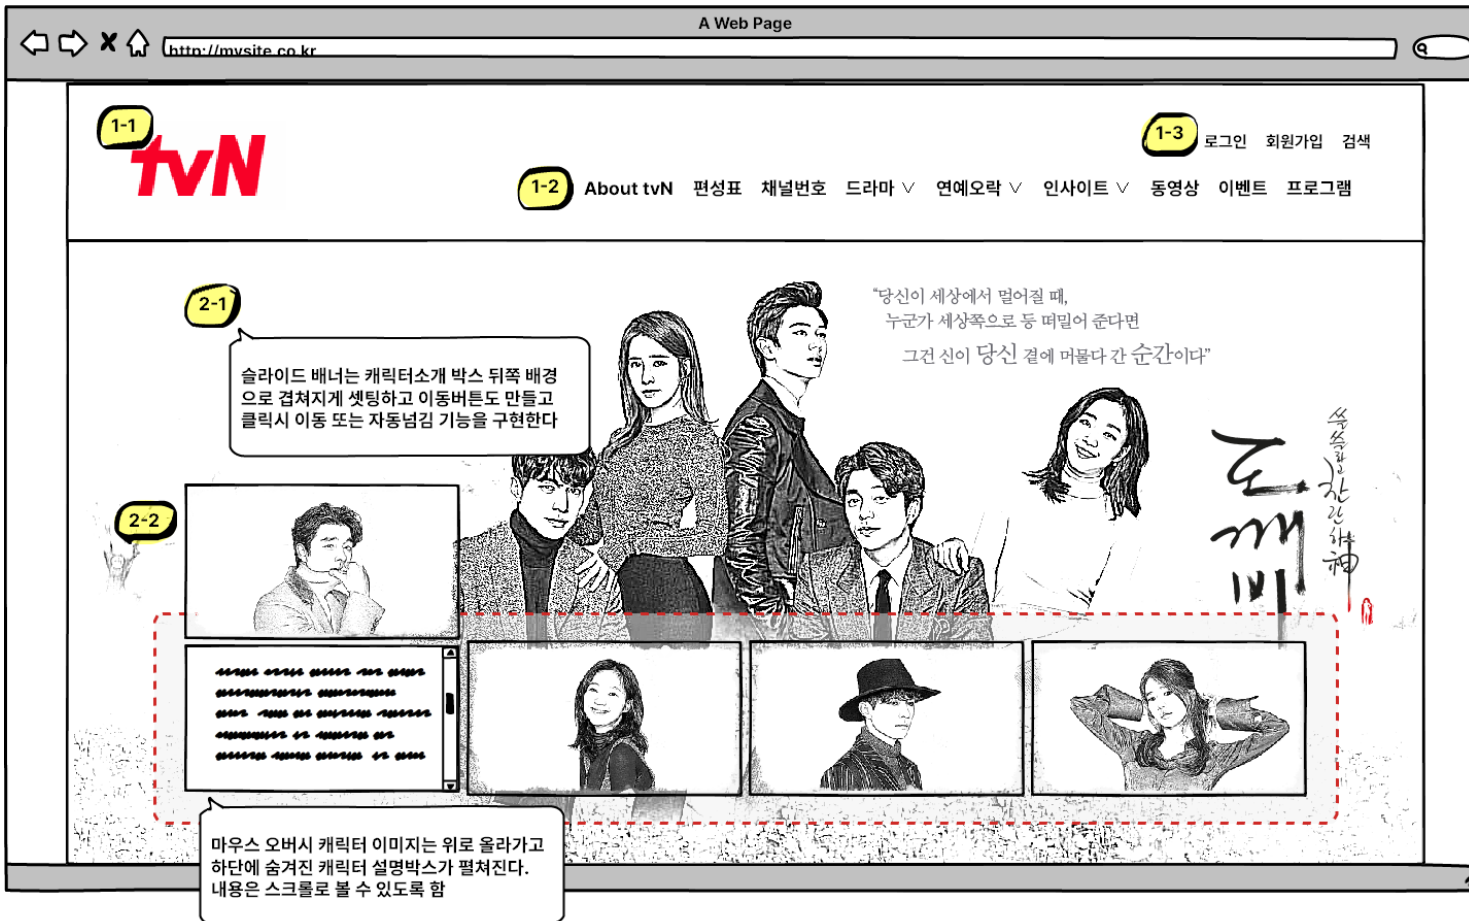 A Web Page
http://mysite.co.kr
1-1
tvN
1-3
로그인 회원가입 검색
1-2
About tvN 편성표 채널번호 드라마 ∨ 연예오락 ∨ 인사이트 ∨ 동영상 이벤트 프로그램
2-1
슬라이드 배너는 캐릭터소개 박스 뒤쪽 배경
으로 겹쳐지게 셋팅하고 이동버튼도 만들고
클릭시 이동 또는 자동넘김 기능을 구현한다
“당신이 세상에서 멀어질 때,
누군가 세상쪽으로 등 떠밀어 준다면
그건 신이 당신 곁에 머물다 간 순간이다”
쓸쓸하고 찬란하神
도깨비
2-2
마우스 오버시 캐릭터 이미지는 위로 올라가고
하단에 숨겨진 캐릭터 설명박스가 펼쳐진다.
내용은 스크롤로 볼 수 있도록 함